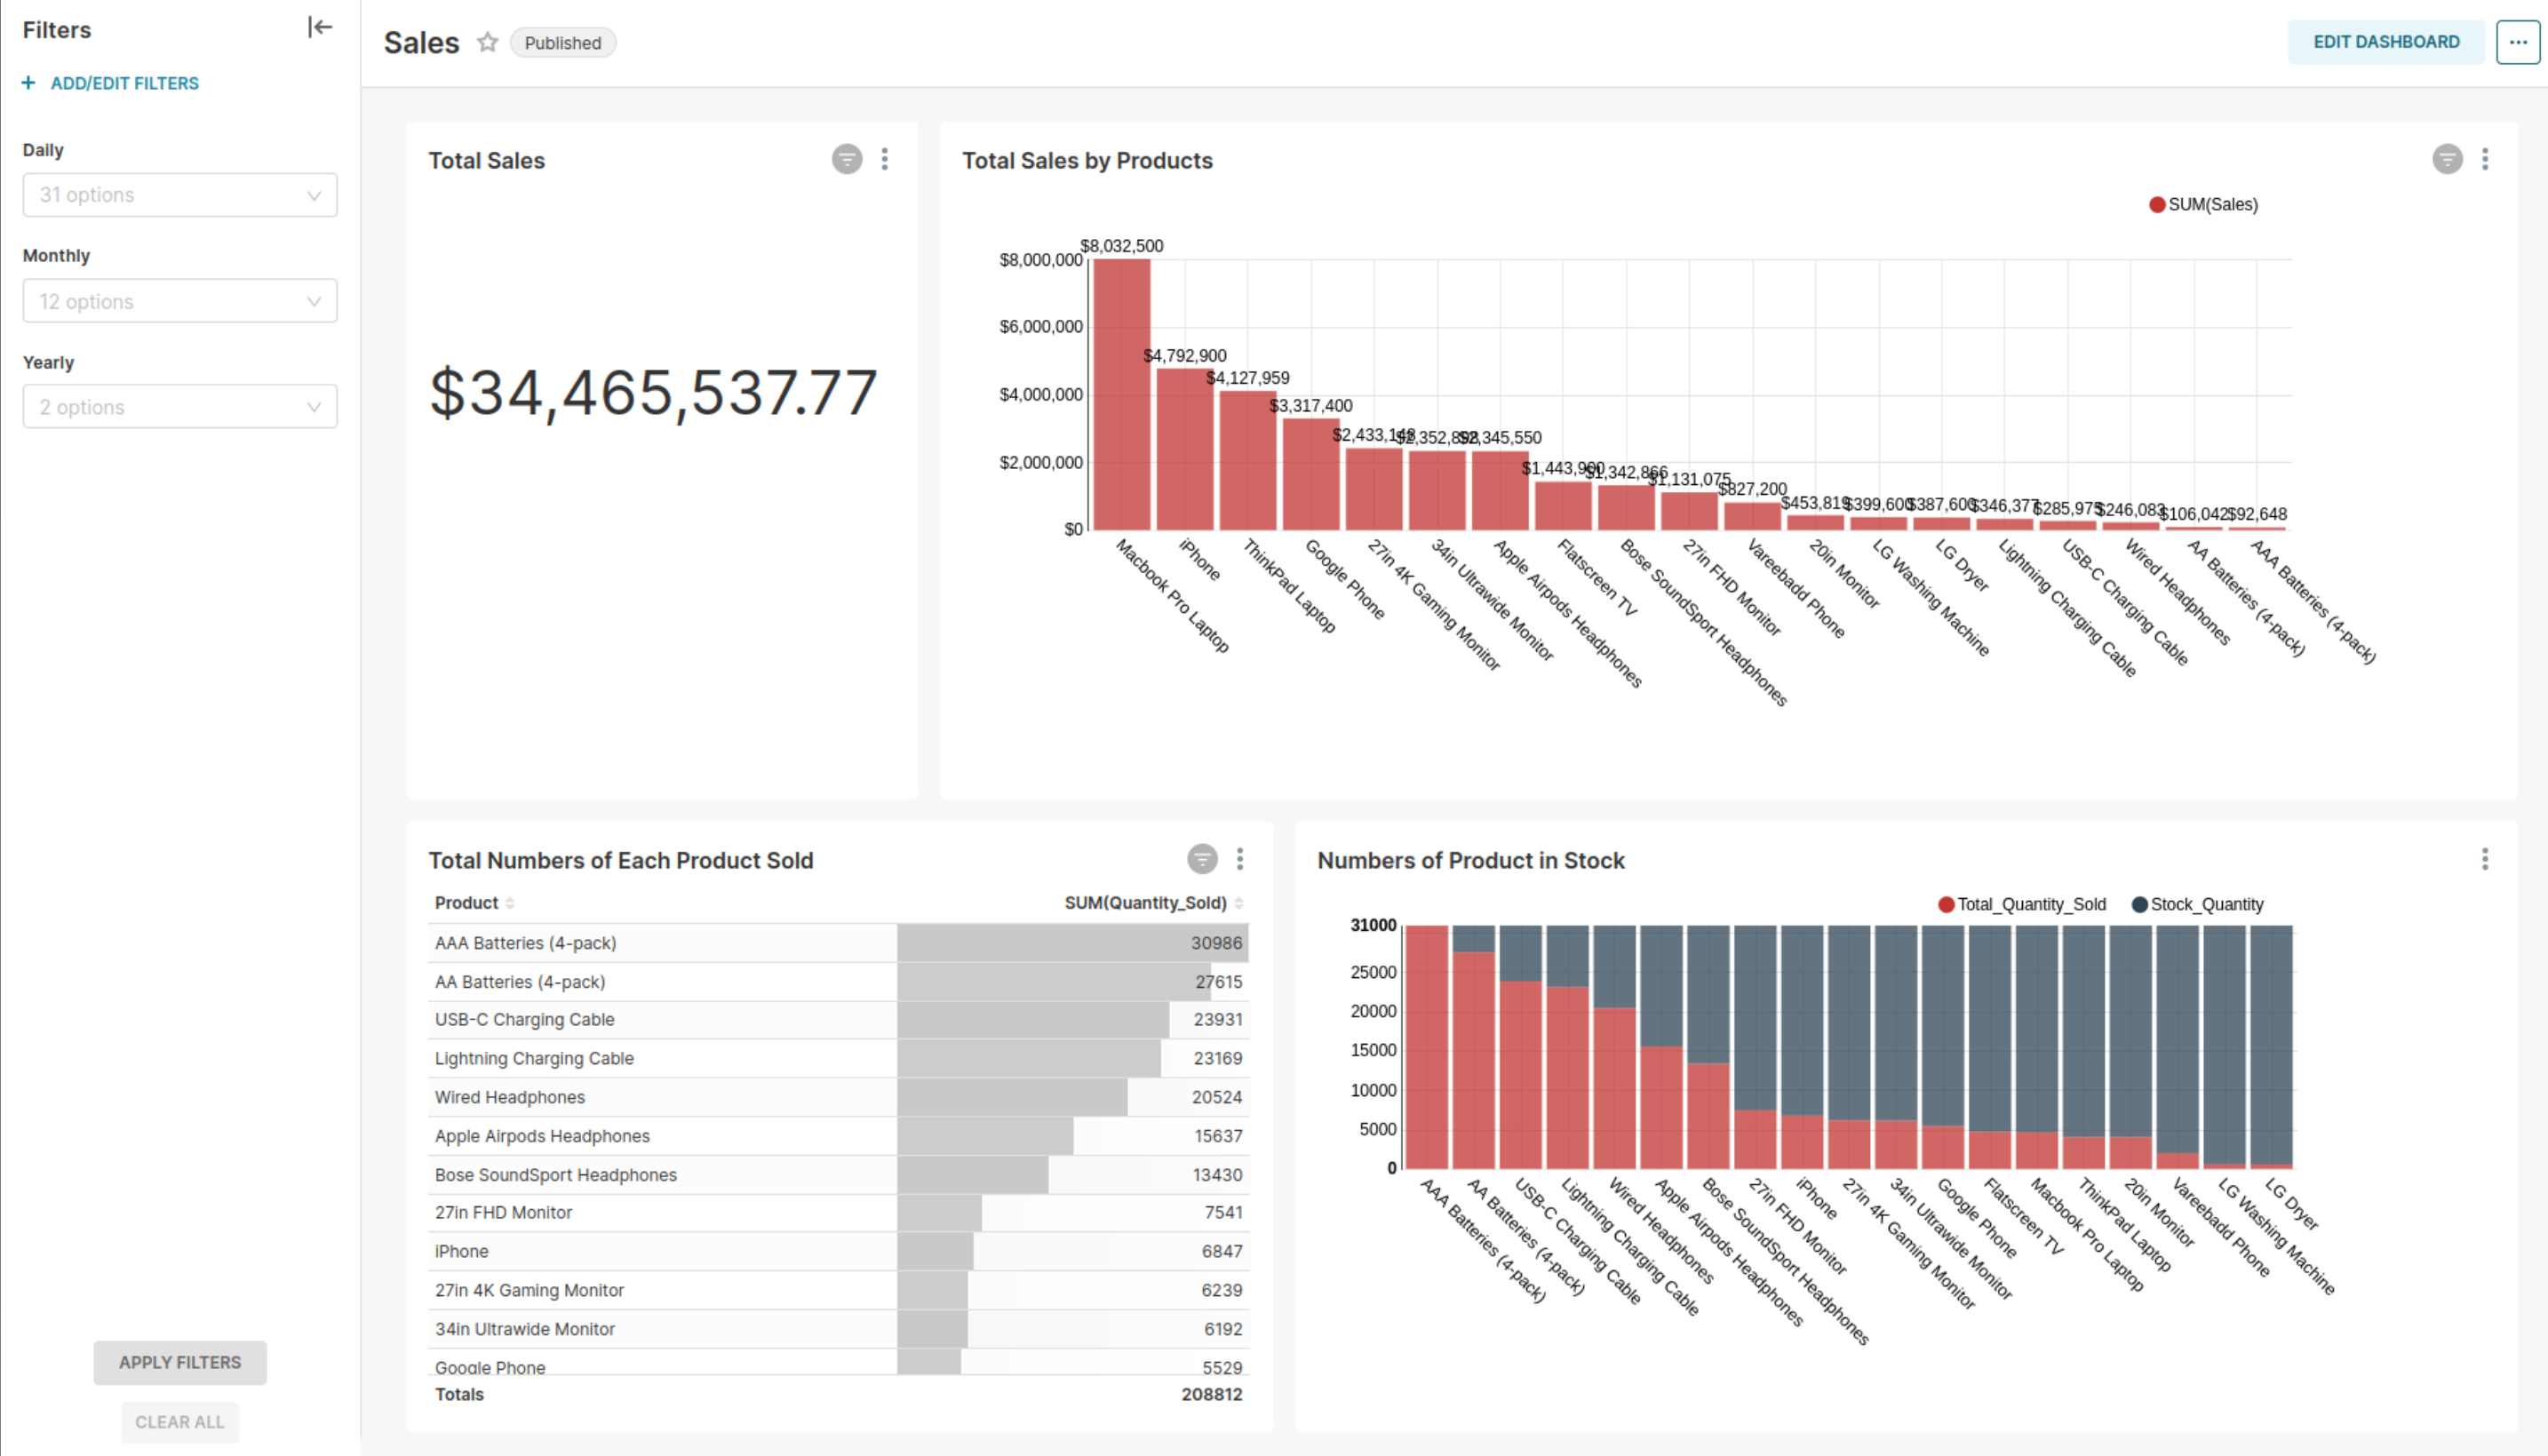 Filters
+ ADD/EDIT FILTERS
Daily
31 options
Monthly
12 options
Yearly
2 options
APPLY FILTERS
CLEAR ALL
Sales
Published
EDIT DASHBOARD
Total Sales
$34,465,537.77
Total Sales by Products
SUM(Sales)
$8,000,000
$6,000,000
$4,000,000
$2,000,000
$0
$8,032,500
$4,792,900
$4,127,959
$3,317,400
$2,345,550
$1,131,075
$827,200
$453,819
$399,600
$387,600
$346,377
$285,975
$246,083
$106,042
$92,648
Macbook Pro Laptop
iPhone
ThinkPad Laptop
Google Phone
27in 4K Gaming Monitor
34in Ultrawide Monitor
Apple Airpods Headphones
Flatscreen TV
Bose SoundSport Headphones
27in FHD Monitor
Vareebadd Phone
20in Monitor
LG Washing Machine
LG Dryer
Lightning Charging Cable
USB-C Charging Cable
Wired Headphones
AA Batteries (4-pack)
AAA Batteries (4-pack)
Total Numbers of Each Product Sold
Product SUM(Quantity_Sold)
AAA Batteries (4-pack) 30986
AA Batteries (4-pack) 27615
USB-C Charging Cable 23931
Lightning Charging Cable 23169
Wired Headphones 20524
Apple Airpods Headphones 15637
Bose SoundSport Headphones 13430
27in FHD Monitor 7541
iPhone 6847
27in 4K Gaming Monitor 6239
34in Ultrawide Monitor 6192
Google Phone 5529
Totals 208812
Numbers of Product in Stock
Total_Quantity_Sold Stock_Quantity
31000
25000
20000
15000
10000
5000
0
AAA Batteries (4-pack)
AA Batteries (4-pack)
USB-C Charging Cable
Lightning Charging Cable
Wired Headphones
Apple Airpods Headphones
Bose SoundSport Headphones
27in FHD Monitor
iPhone
27in 4K Gaming Monitor
34in Ultrawide Monitor
Google Phone
Flatscreen TV
Macbook Pro Laptop
ThinkPad Laptop
20in Monitor
Vareebadd Phone
LG Washing Machine
LG Dryer